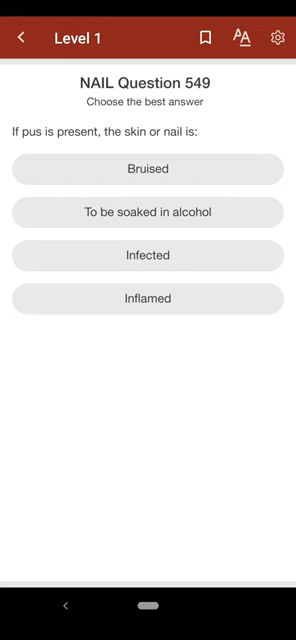 Level 1
AA
NAIL Question 549
Choose the best answer
If pus is present, the skin or nail is:
Bruised
To be soaked in alcohol
Infected
Inflamed